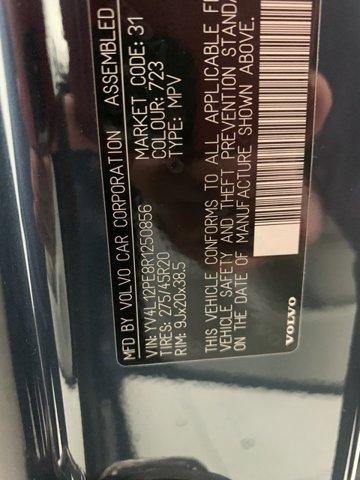 MFD BY VOLVO CAR CORPORATION ASSEMBLED
MARKET CODE: 31
COLOUR: 723
VIN: YV4L12PE8R1250856 TYPE: MPV
TIRES: 275/45R20
RIM: 9Jx20x38.5
THIS VEHICLE CONFORMS TO ALL APPLICABLE
VEHICLE SAFETY AND THEFT PREVENTION STANDA
ON THE DATE OF MANUFACTURE SHOWN ABOVE.
VOLVO